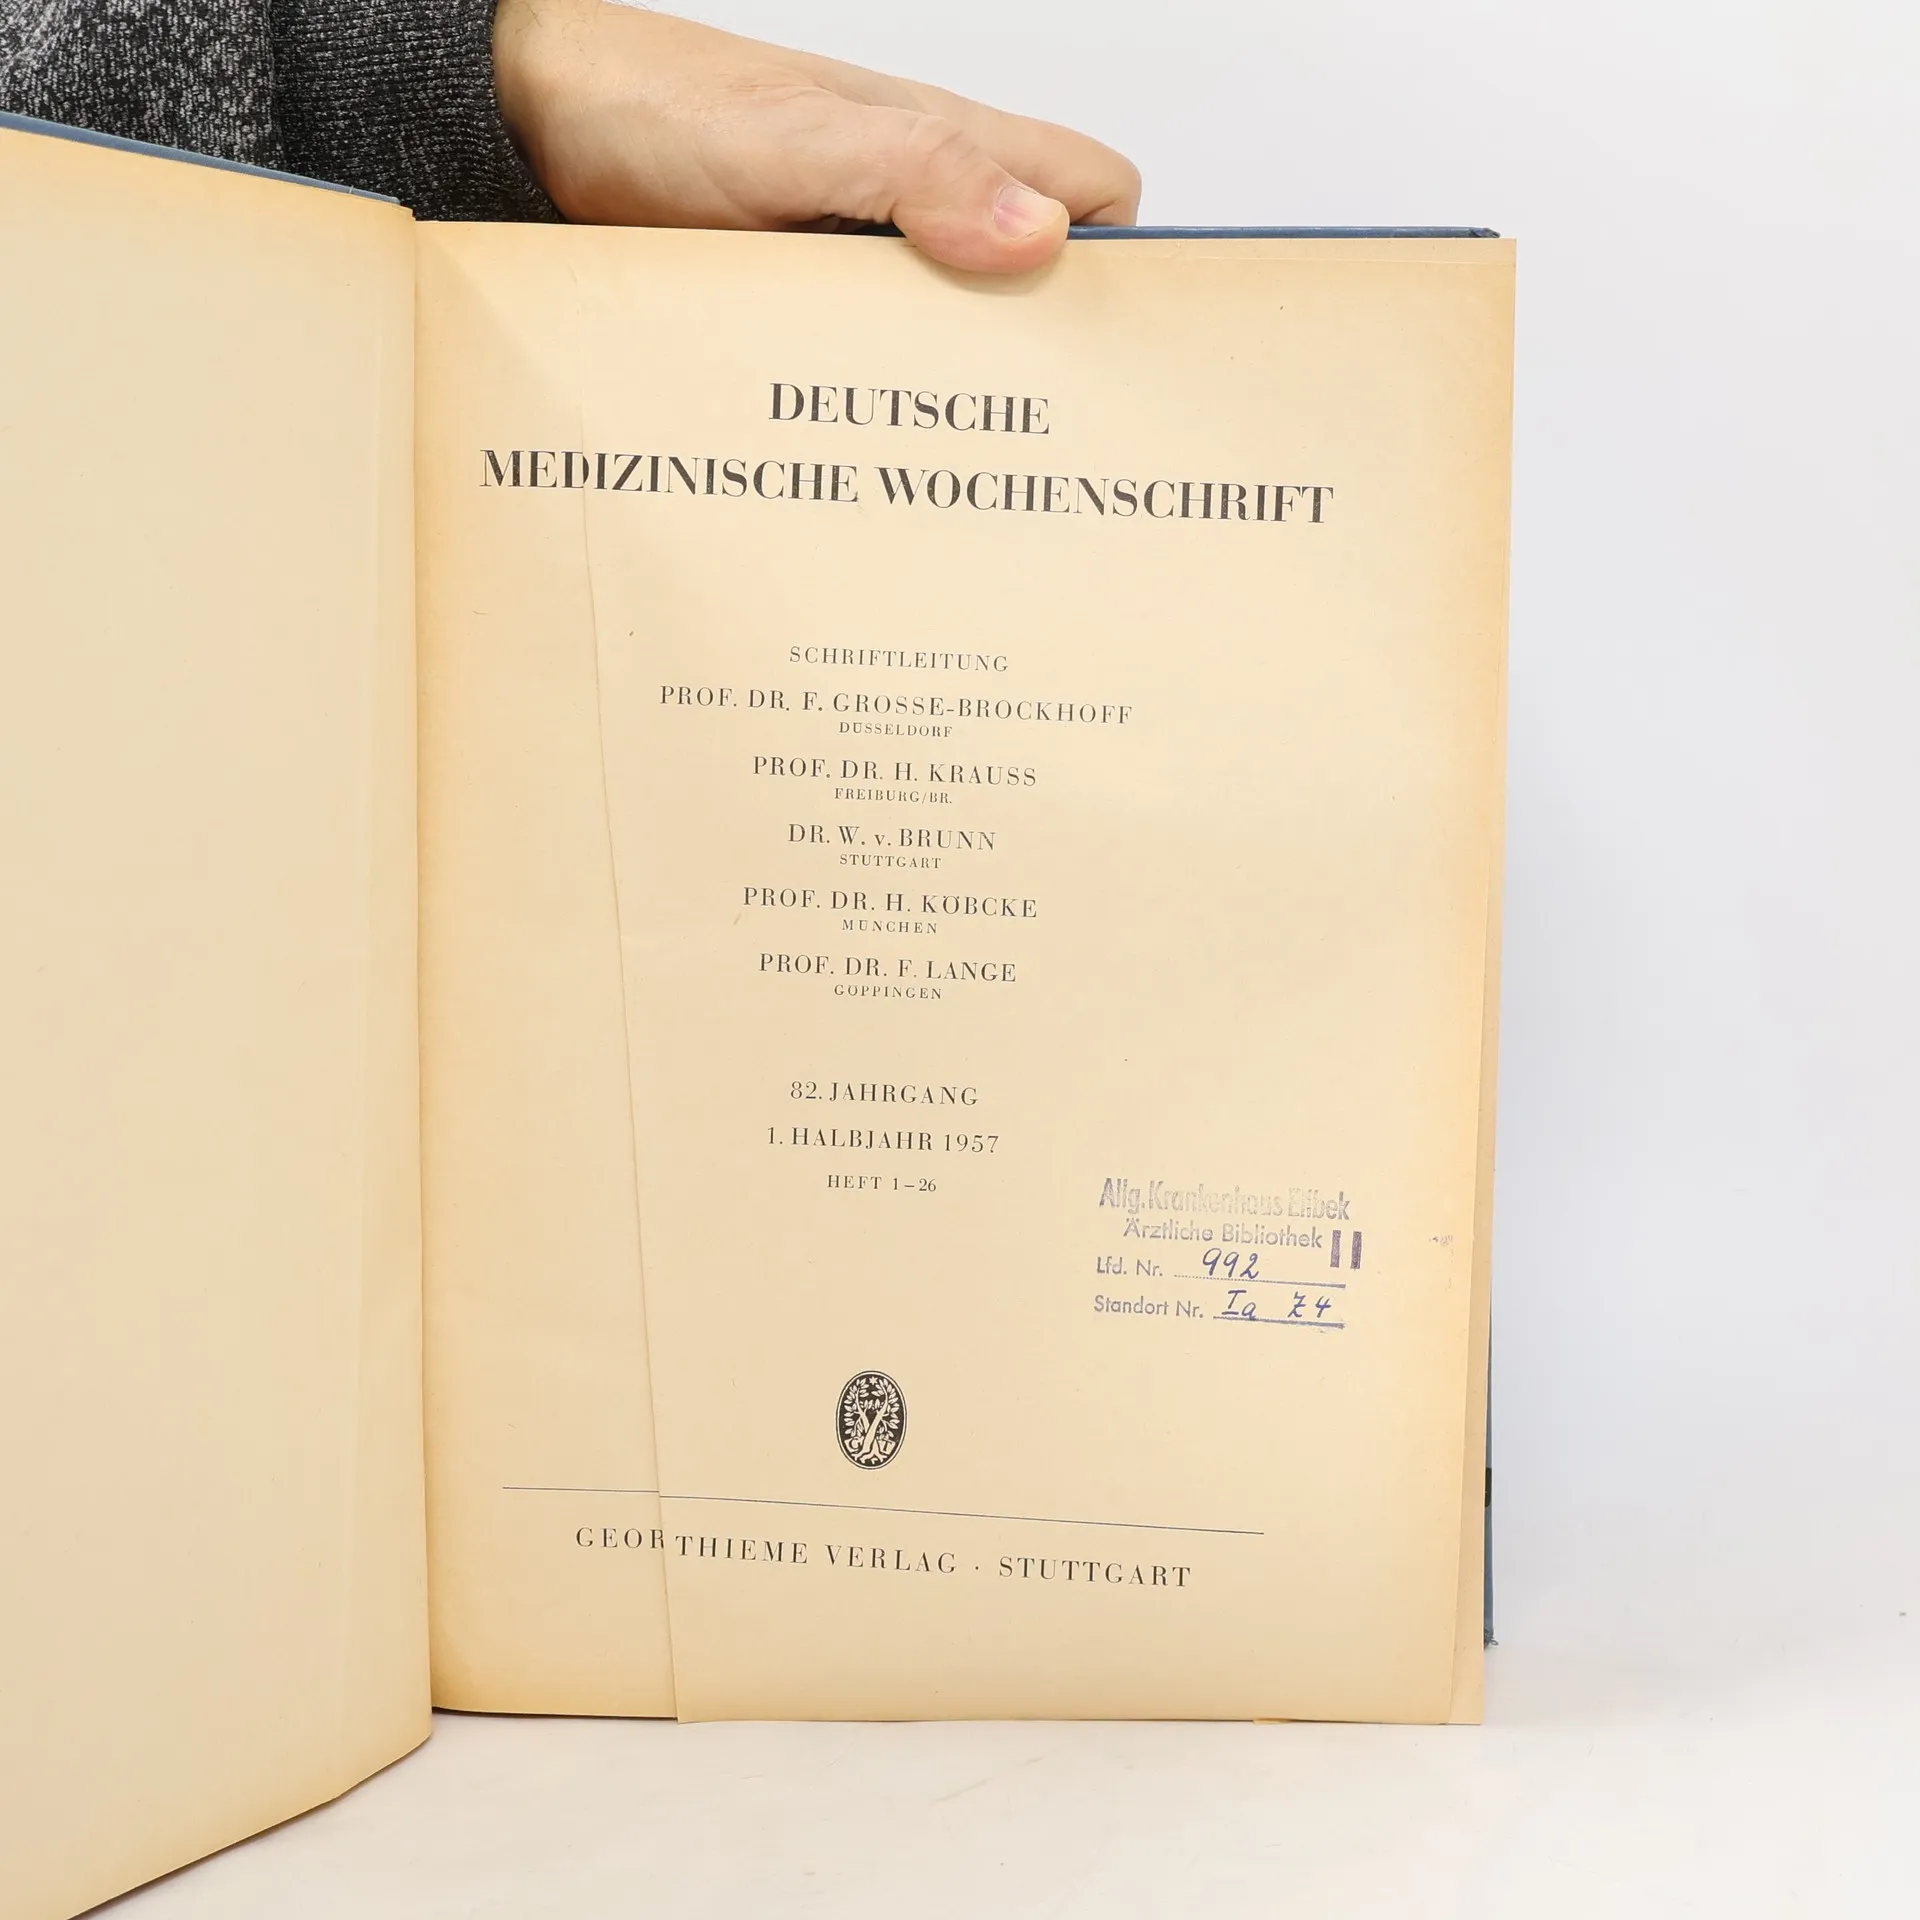 DEUTSCHE
MEDIZINISCHE WOCHENSCHRIFT
SCHRIFTLEITUNG
PROF. DR. F. GROSSE-BROCKHOFF
DÜSSELDORF
PROF. DR. H. KRAUSS
FREIBURG/BR.
DR. W. v. BRUNN
STUTTGART
PROF. DR. H. KÖBCKE
MÜNCHEN
PROF. DR. F. LANGE
GÖPPINGEN
82. JAHRGANG
1. HALBJAHR 1957
HEFT 1–26
Allg. Krankenhaus Eilbek
Ärztliche Bibliothek II
Lfd. Nr. 992
Standort Nr. Ia Z4
G T
GEOR THIEME VERLAG · STUTTGART